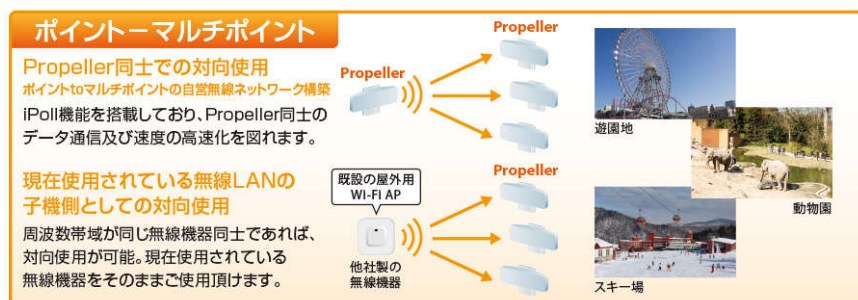 ポイントーマルチポイント
Propeller同士での対向使用
ポイントtoマルチポイントの自営無線ネットワーク構築
iPoll機能を搭載しており、Propeller同士の
データ通信及び速度の高速化を図れます。
Propeller
Propeller
遊園地
動物園
現在使用されている無線LANの
子機側としての対向使用
周波数帯域が同じ無線機器同士であれば、
対向使用が可能。現在使用されている
無線機器をそのままご使用頂けます。
既設の屋外用
WI-FI AP
他社製の
無線機器
Propeller
スキー場